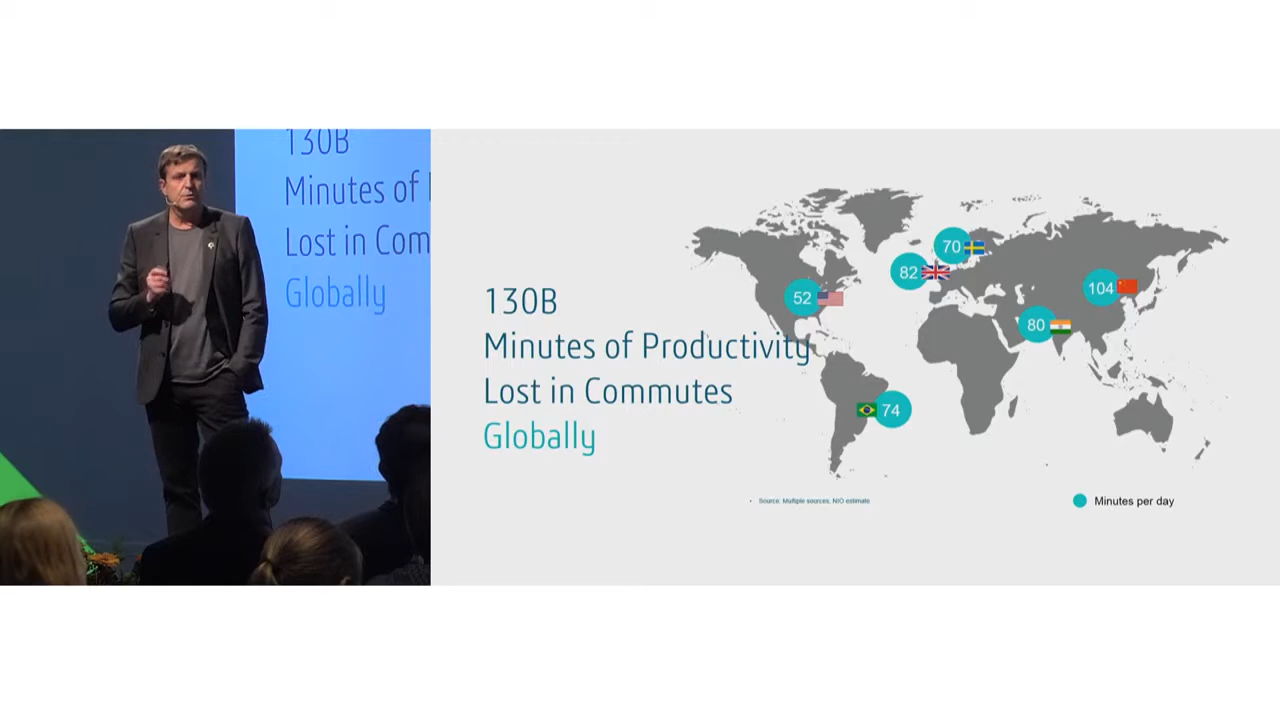 130B
Minutes of
Lost in Com
Globally
130B
Minutes of Productivity
Lost in Commutes
Globally
70
82
52
104
80
74
• Source: Multiple sources, NIO estimate
Minutes per day